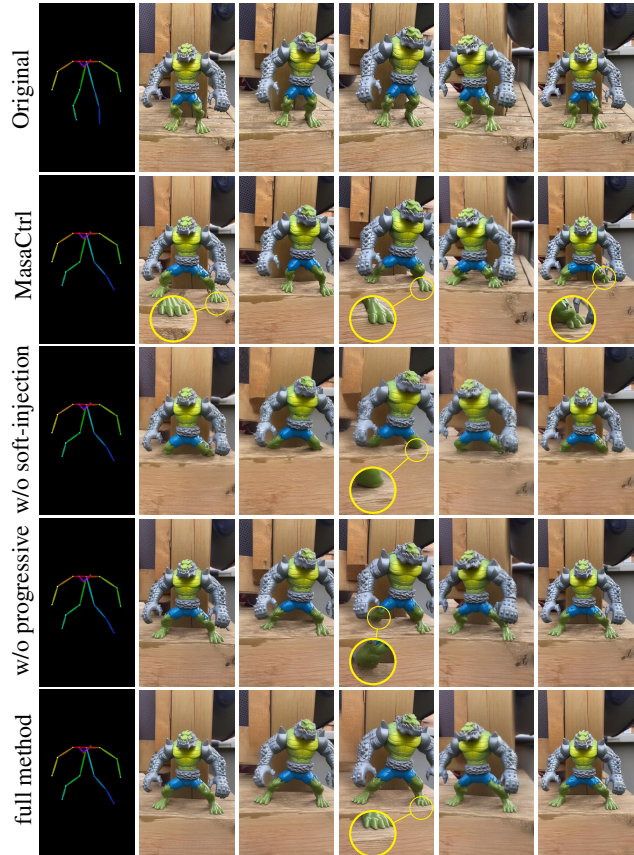 Original
MasaCtrl
w/o soft-injection
w/o progressive
full method